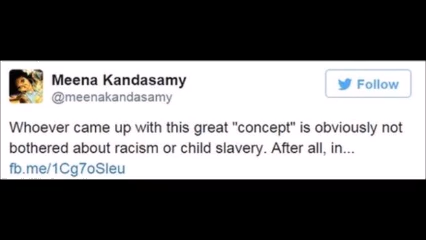 Meena Kandasamy
@meenakandasamy
Follow
Whoever came up with this great "concept" is obviously not
bothered about racism or child slavery. After all, in...
fb.me/1Cg7oSleu